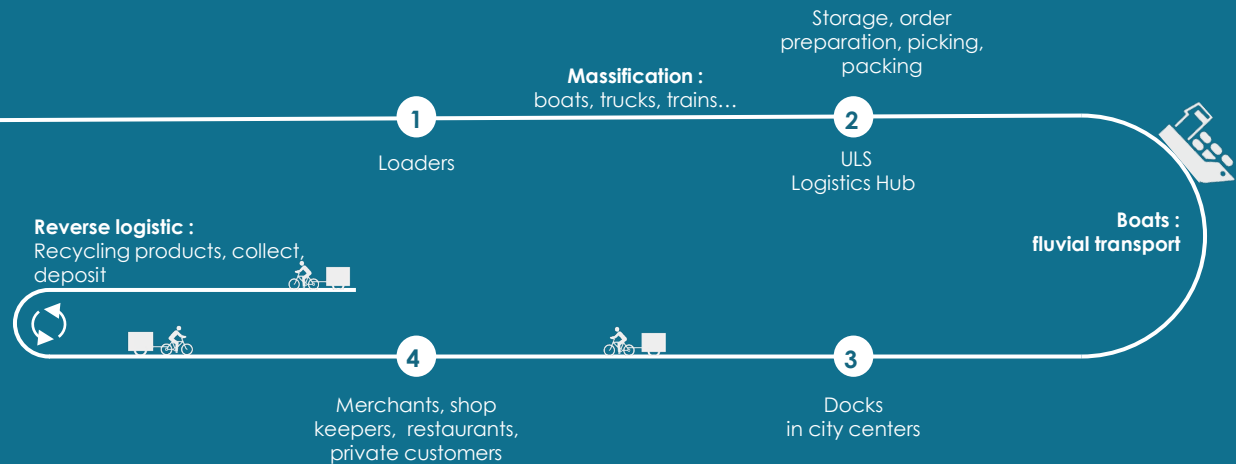 Storage, order
preparation, picking,
packing
Massification :
boats, trucks, trains...
1
2
Loaders
ULS
Logistics Hub
Reverse logistic :
Recycling products, collect,
deposit
Boats :
fluvial transport
4
3
Merchants, shop
keepers, restaurants,
private customers
Docks
in city centers